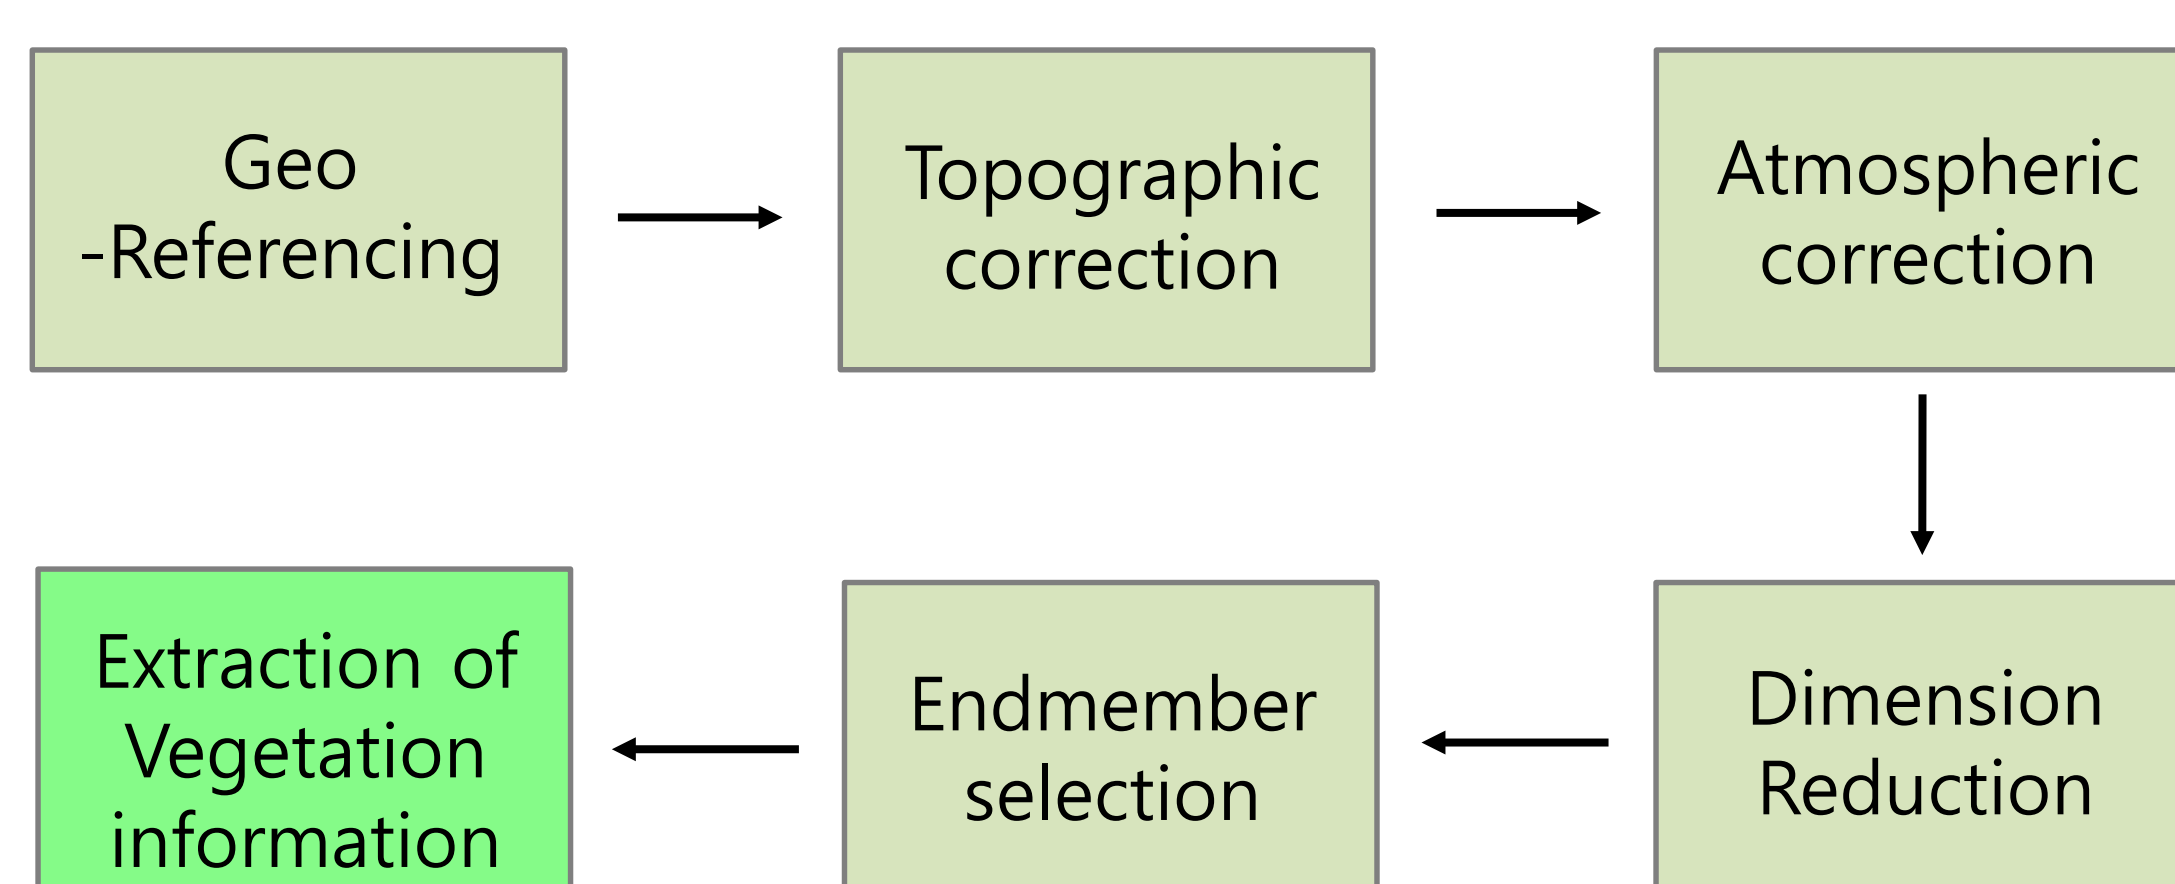 Geo
-Referencing
Topographic
correction
Atmospheric
correction
Extraction of
Vegetation
information
Endmember
selection
Dimension
Reduction